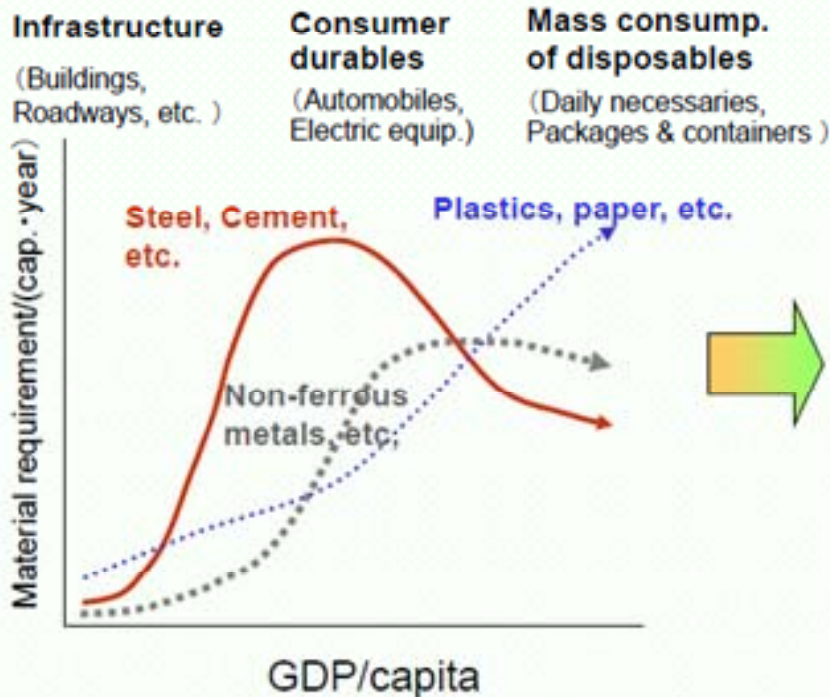 Infrastructure
（Buildings,
Roadways, etc. ）
Consumer
durables
（Automobiles,
Electric equip.)
Mass consump.
of disposables
（Daily necessaries,
Packages & containers ）
Material requirement/(cap.・year)
Steel, Cement,
etc.
Plastics, paper, etc.
Non-ferrous
metals, etc,
GDP/capita